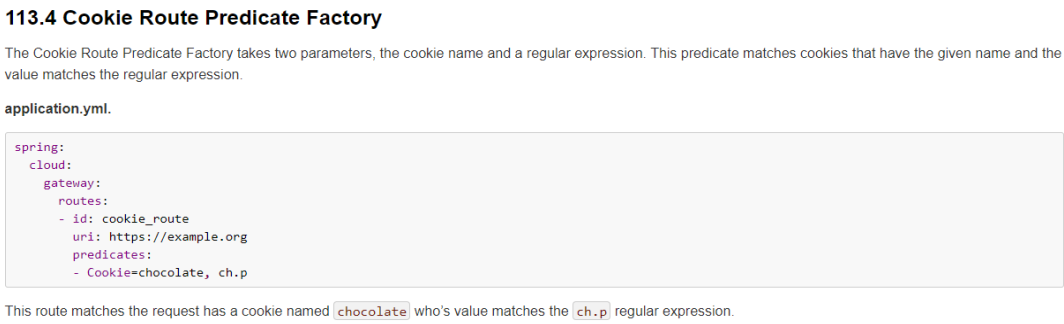 113.4 Cookie Route Predicate Factory
The Cookie Route Predicate Factory takes two parameters, the cookie name and a regular expression. This predicate matches cookies that have the given name and the
value matches the regular expression.
application.yml.
spring:
  cloud:
    gateway:
      routes:
      - id: cookie_route
        uri: https://example.org
        predicates:
        - Cookie=chocolate, ch.p
This route matches the request has a cookie named chocolate who's value matches the ch.p regular expression.